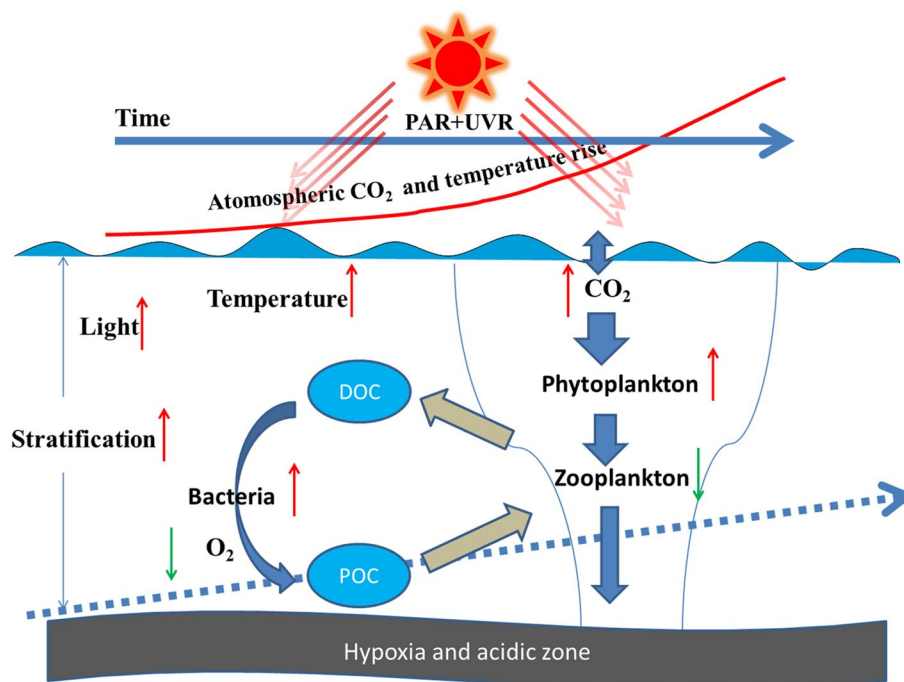 Time
PAR+UVR
Atomospheric CO₂ and temperature rise
Temperature
CO₂
Light
Phytoplankton
DOC
Stratification
Zooplankton
Bacteria
O₂
POC
Hypoxia and acidic zone